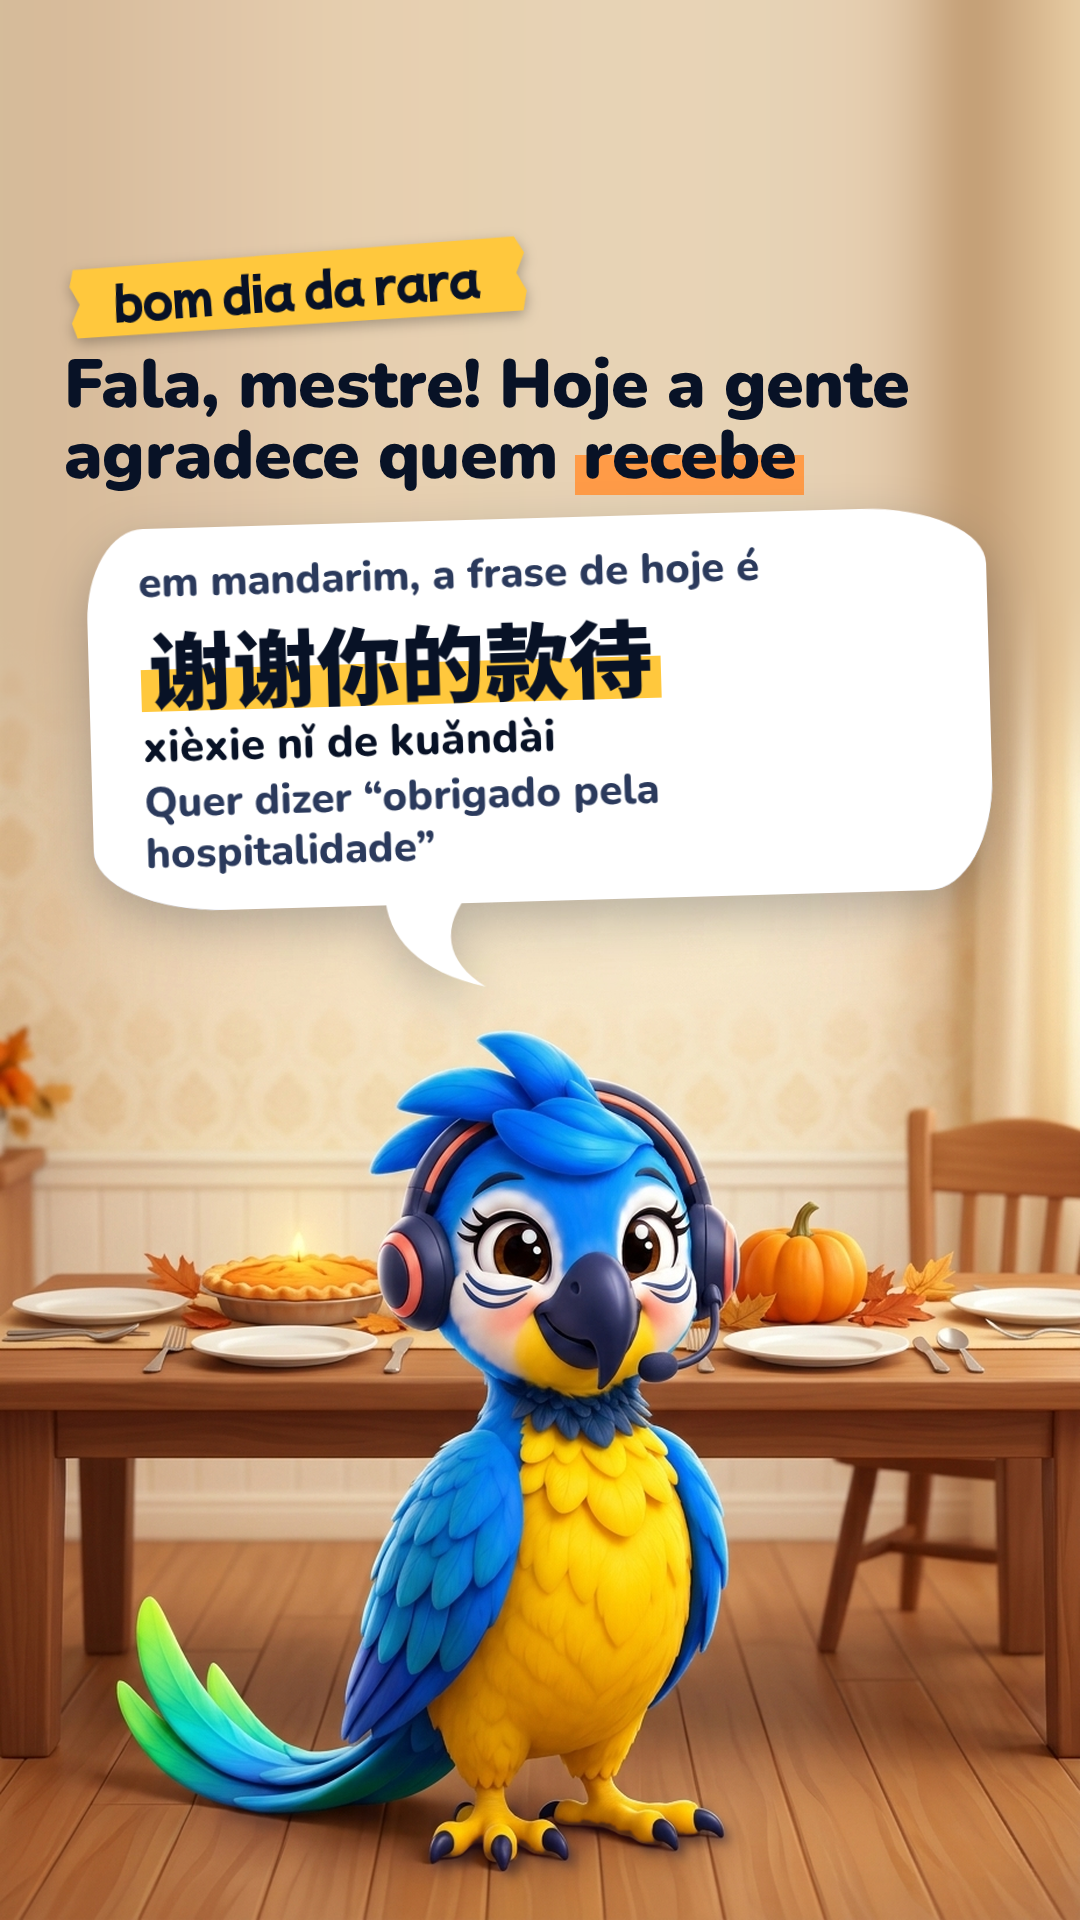 bom dia da rara
Fala, mestre! Hoje a gente
agradece quem recebe
em mandarim, a frase de hoje é
谢谢你的款待
xièxie nǐ de kuǎndài
Quer dizer “obrigado pela
hospitalidade”